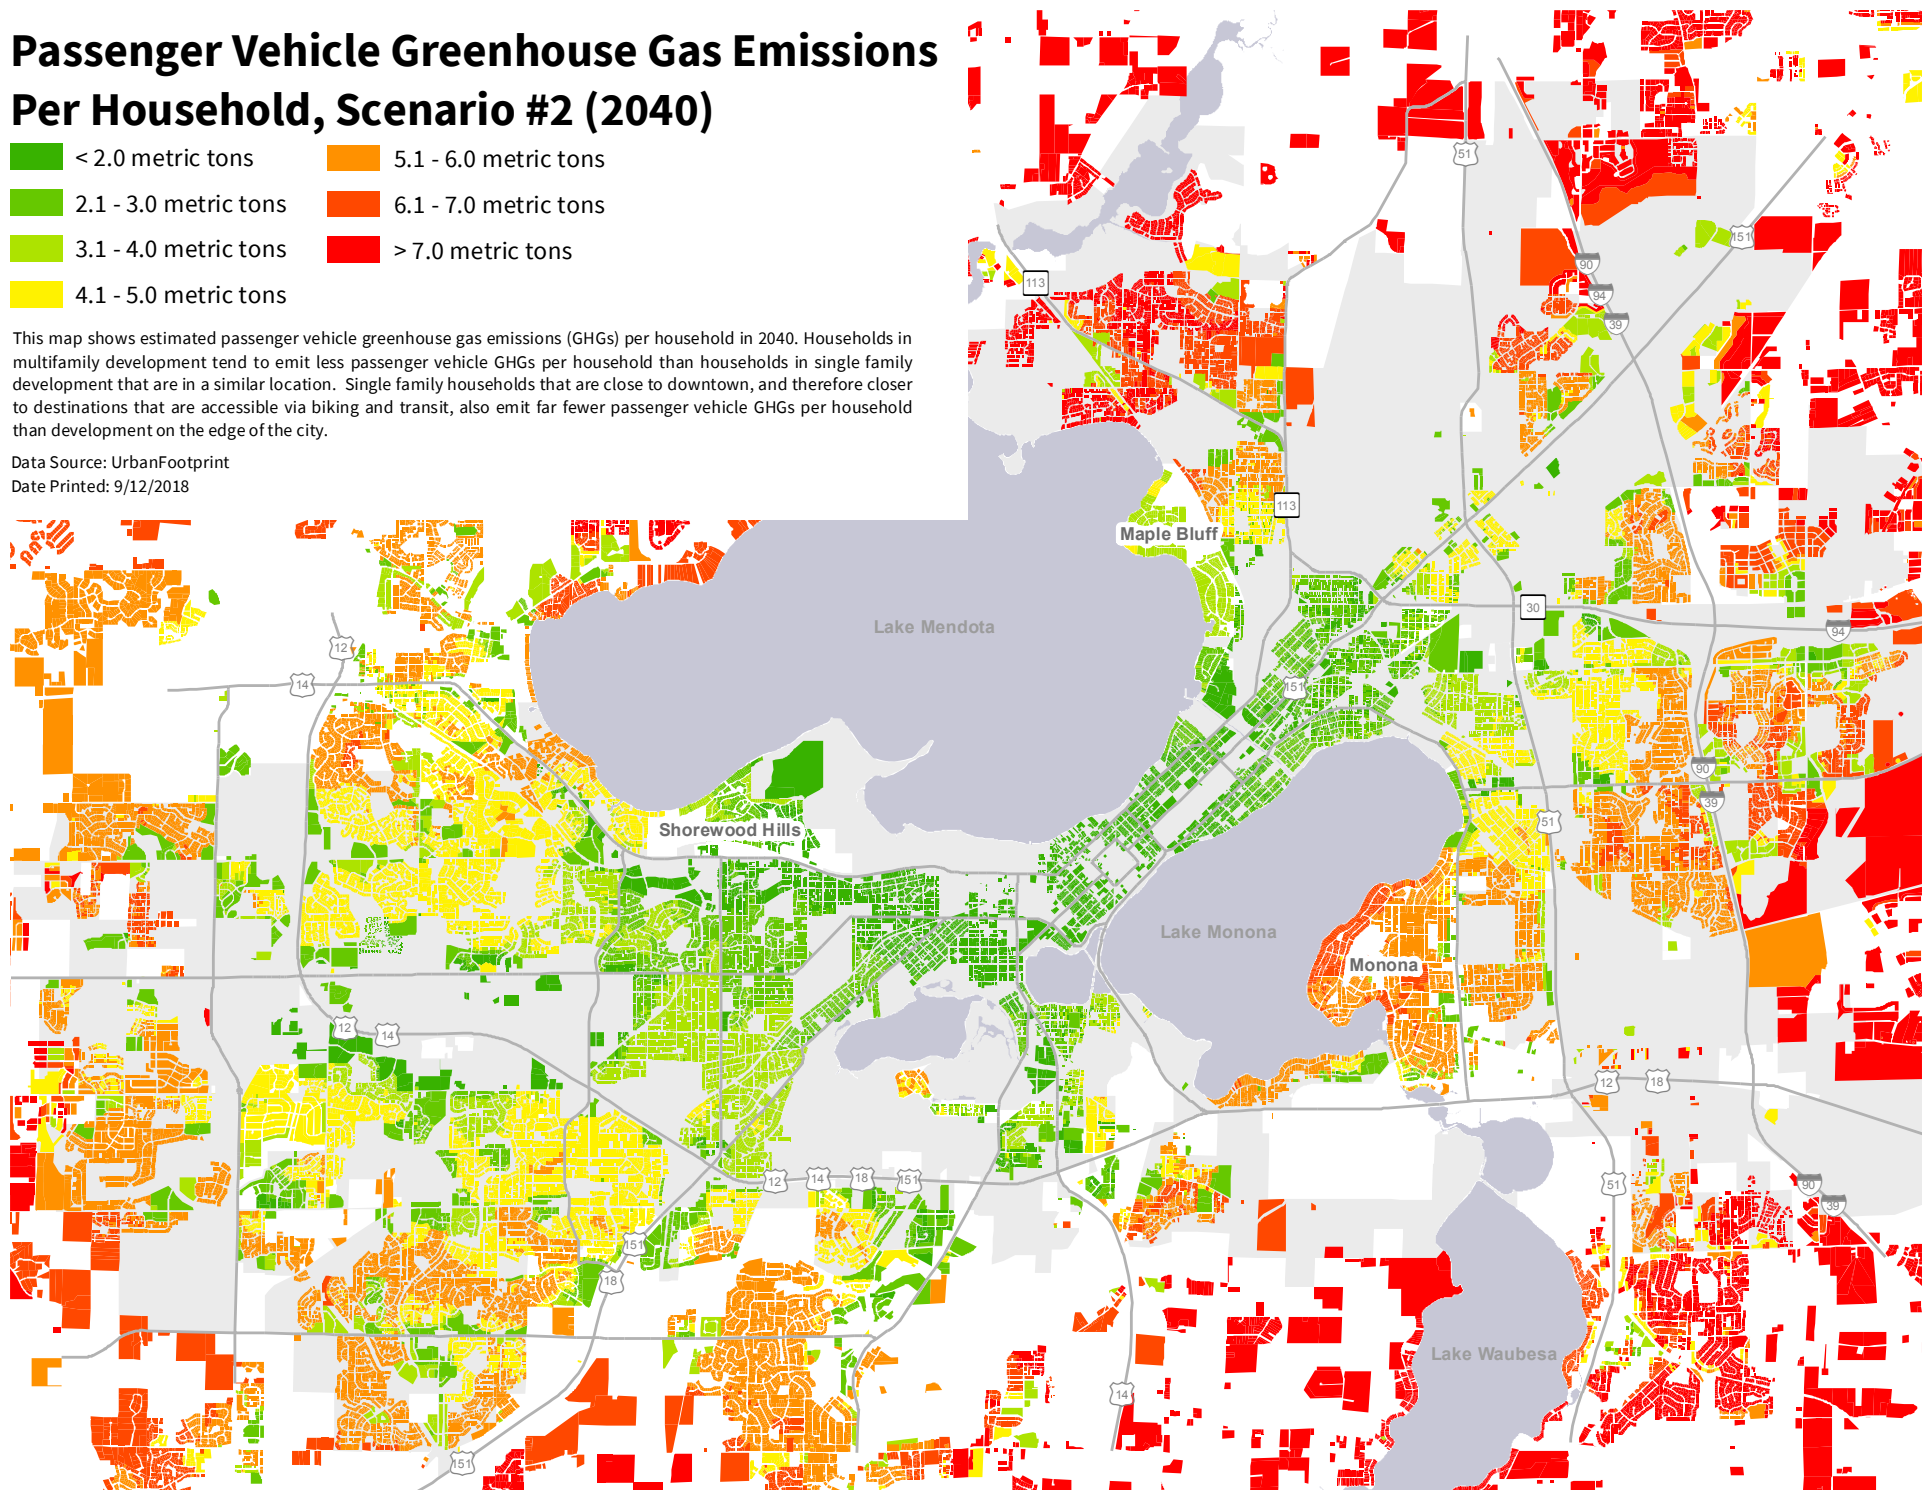 Passenger Vehicle Greenhouse Gas Emissions
Per Household, Scenario #2 (2040)
< 2.0 metric tons
2.1 - 3.0 metric tons
3.1 - 4.0 metric tons
4.1 - 5.0 metric tons
5.1 - 6.0 metric tons
6.1 - 7.0 metric tons
> 7.0 metric tons
This map shows estimated passenger vehicle greenhouse gas emissions (GHGs) per household in 2040. Households in
multifamily development tend to emit less passenger vehicle GHGs per household than households in single family
development that are in a similar location. Single family households that are close to downtown, and therefore closer
to destinations that are accessible via biking and transit, also emit far fewer passenger vehicle GHGs per household
than development on the edge of the city.
Data Source: UrbanFootprint
Date Printed: 9/12/2018
51
151
90
94
39
113
113
Maple Bluff
30
94
Lake Mendota
12
14
151
90
39
51
Shorewood Hills
Lake Monona
Monona
12
14
12
18
12
14
18
151
51
90
39
151
18
Lake Waubesa
14
151